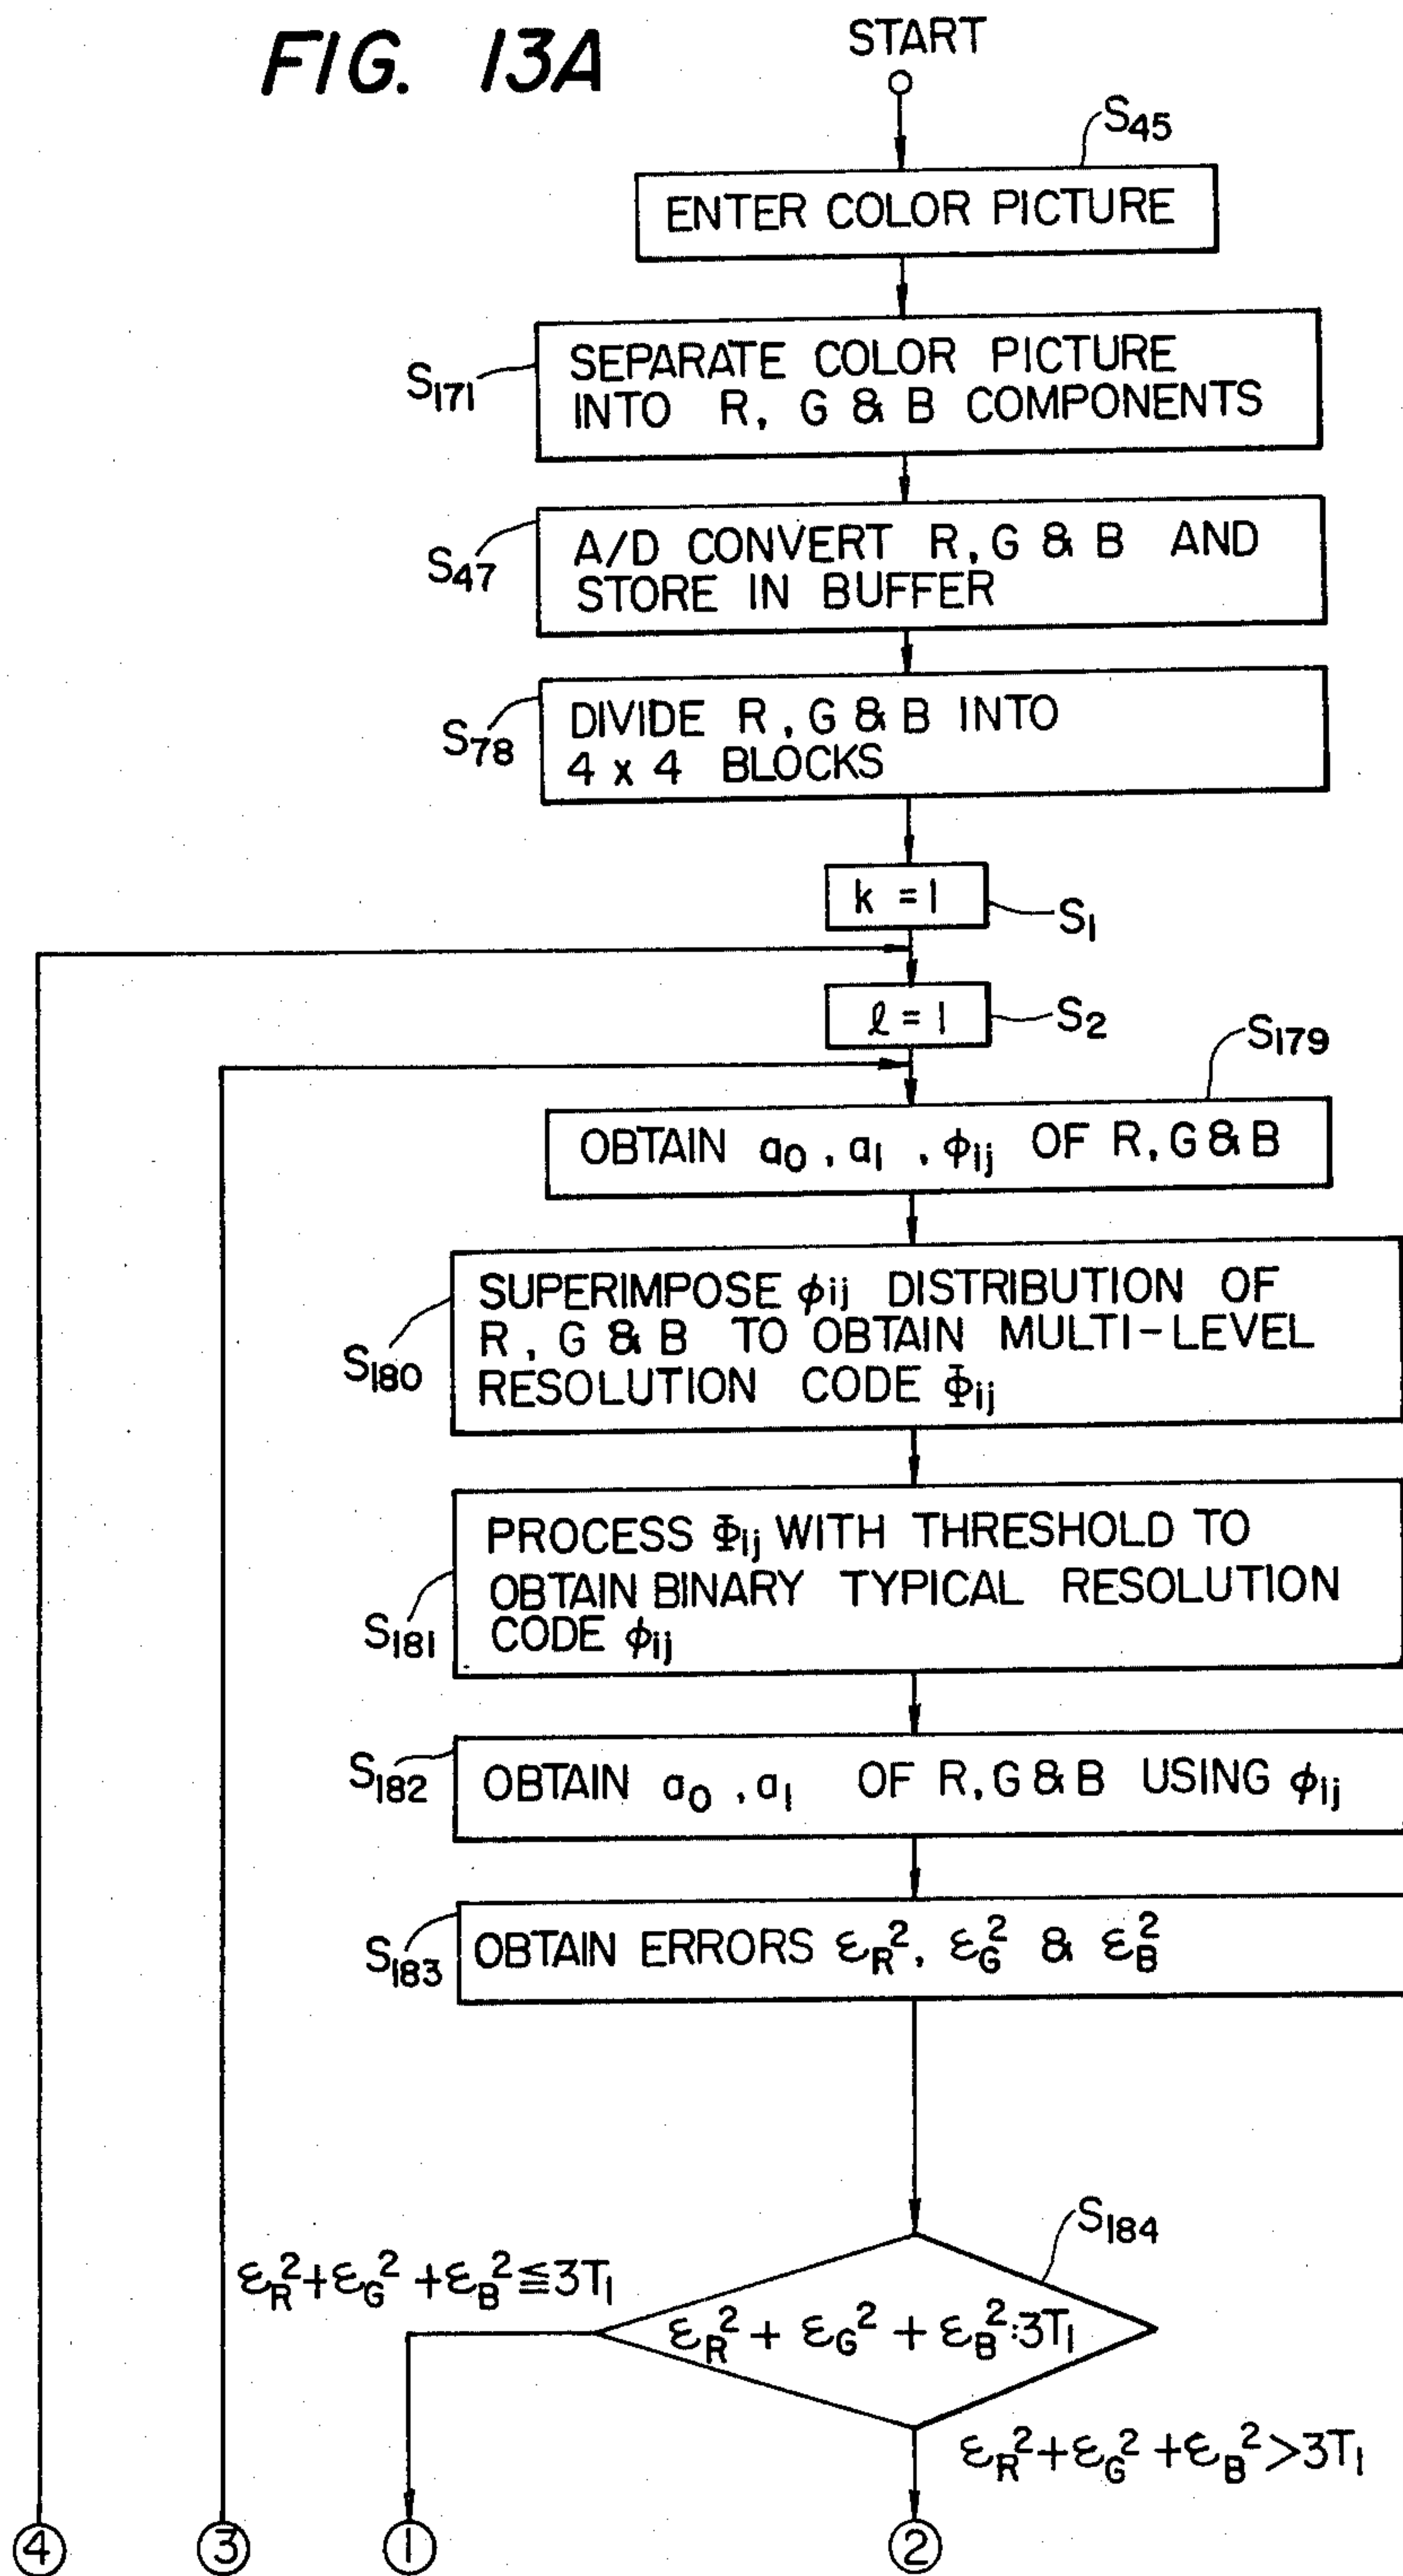 FIG. 13A
START
S45
ENTER COLOR PICTURE
S171
SEPARATE COLOR PICTURE
INTO R, G & B COMPONENTS
S47
A/D CONVERT R, G & B AND
STORE IN BUFFER
S78
DIVIDE R, G & B INTO
4 x 4 BLOCKS
k = 1
S1
ℓ = 1
S2
S179
OBTAIN a0, a1, ϕij OF R, G & B
S180
SUPERIMPOSE ϕij DISTRIBUTION OF
R, G & B TO OBTAIN MULTI-LEVEL
RESOLUTION CODE Φij
S181
PROCESS Φij WITH THRESHOLD TO
OBTAIN BINARY TYPICAL RESOLUTION
CODE ϕij
S182
OBTAIN a0, a1 OF R, G & B USING ϕij
S183
OBTAIN ERRORS εR², εG² & εB²
S184
εR² + εG² + εB² ≦ 3T1
εR² + εG² + εB² : 3T1
εR² + εG² + εB² > 3T1
④ ③ ① ②